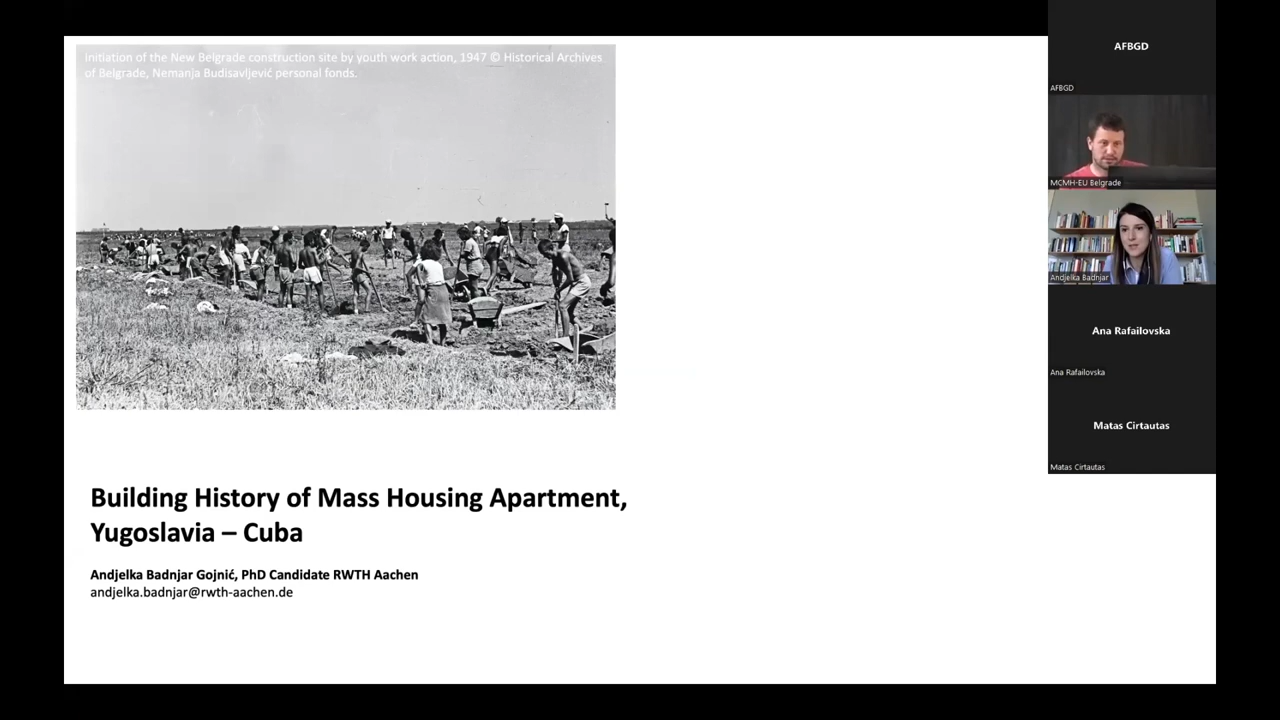 Initiation of the New Belgrade construction site by youth work action, 1947 © Historical Archives
of Belgrade, Nemanja Budisavljević personal fonds.
Building History of Mass Housing Apartment,
Yugoslavia – Cuba
Andjelka Badnjar Gojnić, PhD Candidate RWTH Aachen
andjelka.badnjar@rwth-aachen.de
AFBGD
AFBGD
MCMH-EU Belgrade
Andjelka Badnjar
Ana Rafailovska
Ana Rafailovska
Matas Cirtautas
Matas Cirtautas